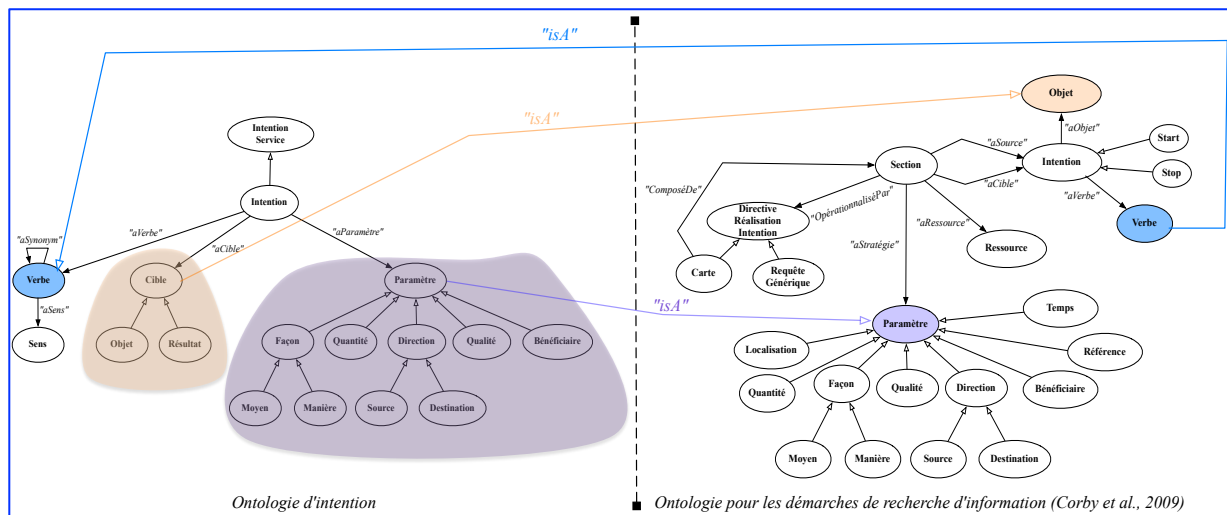 "isA"
"isA"
Intention
Service
Intention
"aSynonym"
"aVerbe"
"aCible"
"aParamètre"
Verbe
Cible
Paramètre
"aSens"
Sens
Objet
Résultat
Façon
Quantité
Direction
Qualité
Bénéficiaire
Moyen
Manière
Source
Destination
Ontologie d'intention
"isA"
Objet
"aObjet"
Start
"aSource"
Section
Intention
Stop
"ComposéDe"
"aCible"
"aVerbe"
Directive
Réalisation
Intention
"OpérationnaliséPar"
"aRessource"
Verbe
"aStratégie"
Ressource
Carte
Requête
Générique
Temps
Paramètre
Localisation
Référence
Quantité
Façon
Qualité
Direction
Bénéficiaire
Moyen
Manière
Source
Destination
Ontologie pour les démarches de recherche d'information (Corby et al., 2009)